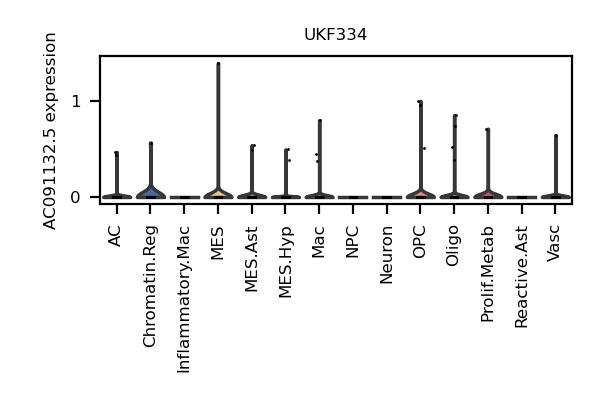 UKF334
AC091132.5 expression
1
0
AC
Chromatin.Reg
Inflammatory.Mac
MES
MES.Ast
MES.Hyp
Mac
NPC
Neuron
OPC
Oligo
Prolif.Metab
Reactive.Ast
Vasc